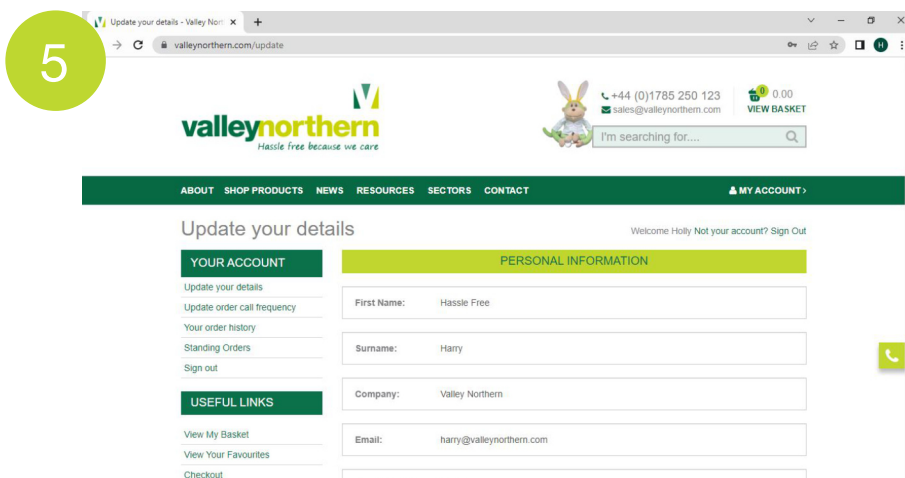 5
Update your details - Valley Nort
valleynorthern.com/update
H
valleynorthern
Hassle free because we care
+44 (0)1785 250 123
sales@valleynorthern.com
0
0.00
VIEW BASKET
I'm searching for....
ABOUT SHOP PRODUCTS NEWS RESOURCES SECTORS CONTACT
MY ACCOUNT ›
Update your details
Welcome Holly Not your account? Sign Out
YOUR ACCOUNT
Update your details
Update order call frequency
Your order history
Standing Orders
Sign out
USEFUL LINKS
View My Basket
View Your Favourites
Checkout
PERSONAL INFORMATION
First Name: Hassle Free
Surname: Harry
Company: Valley Northern
Email: harry@valleynorthern.com